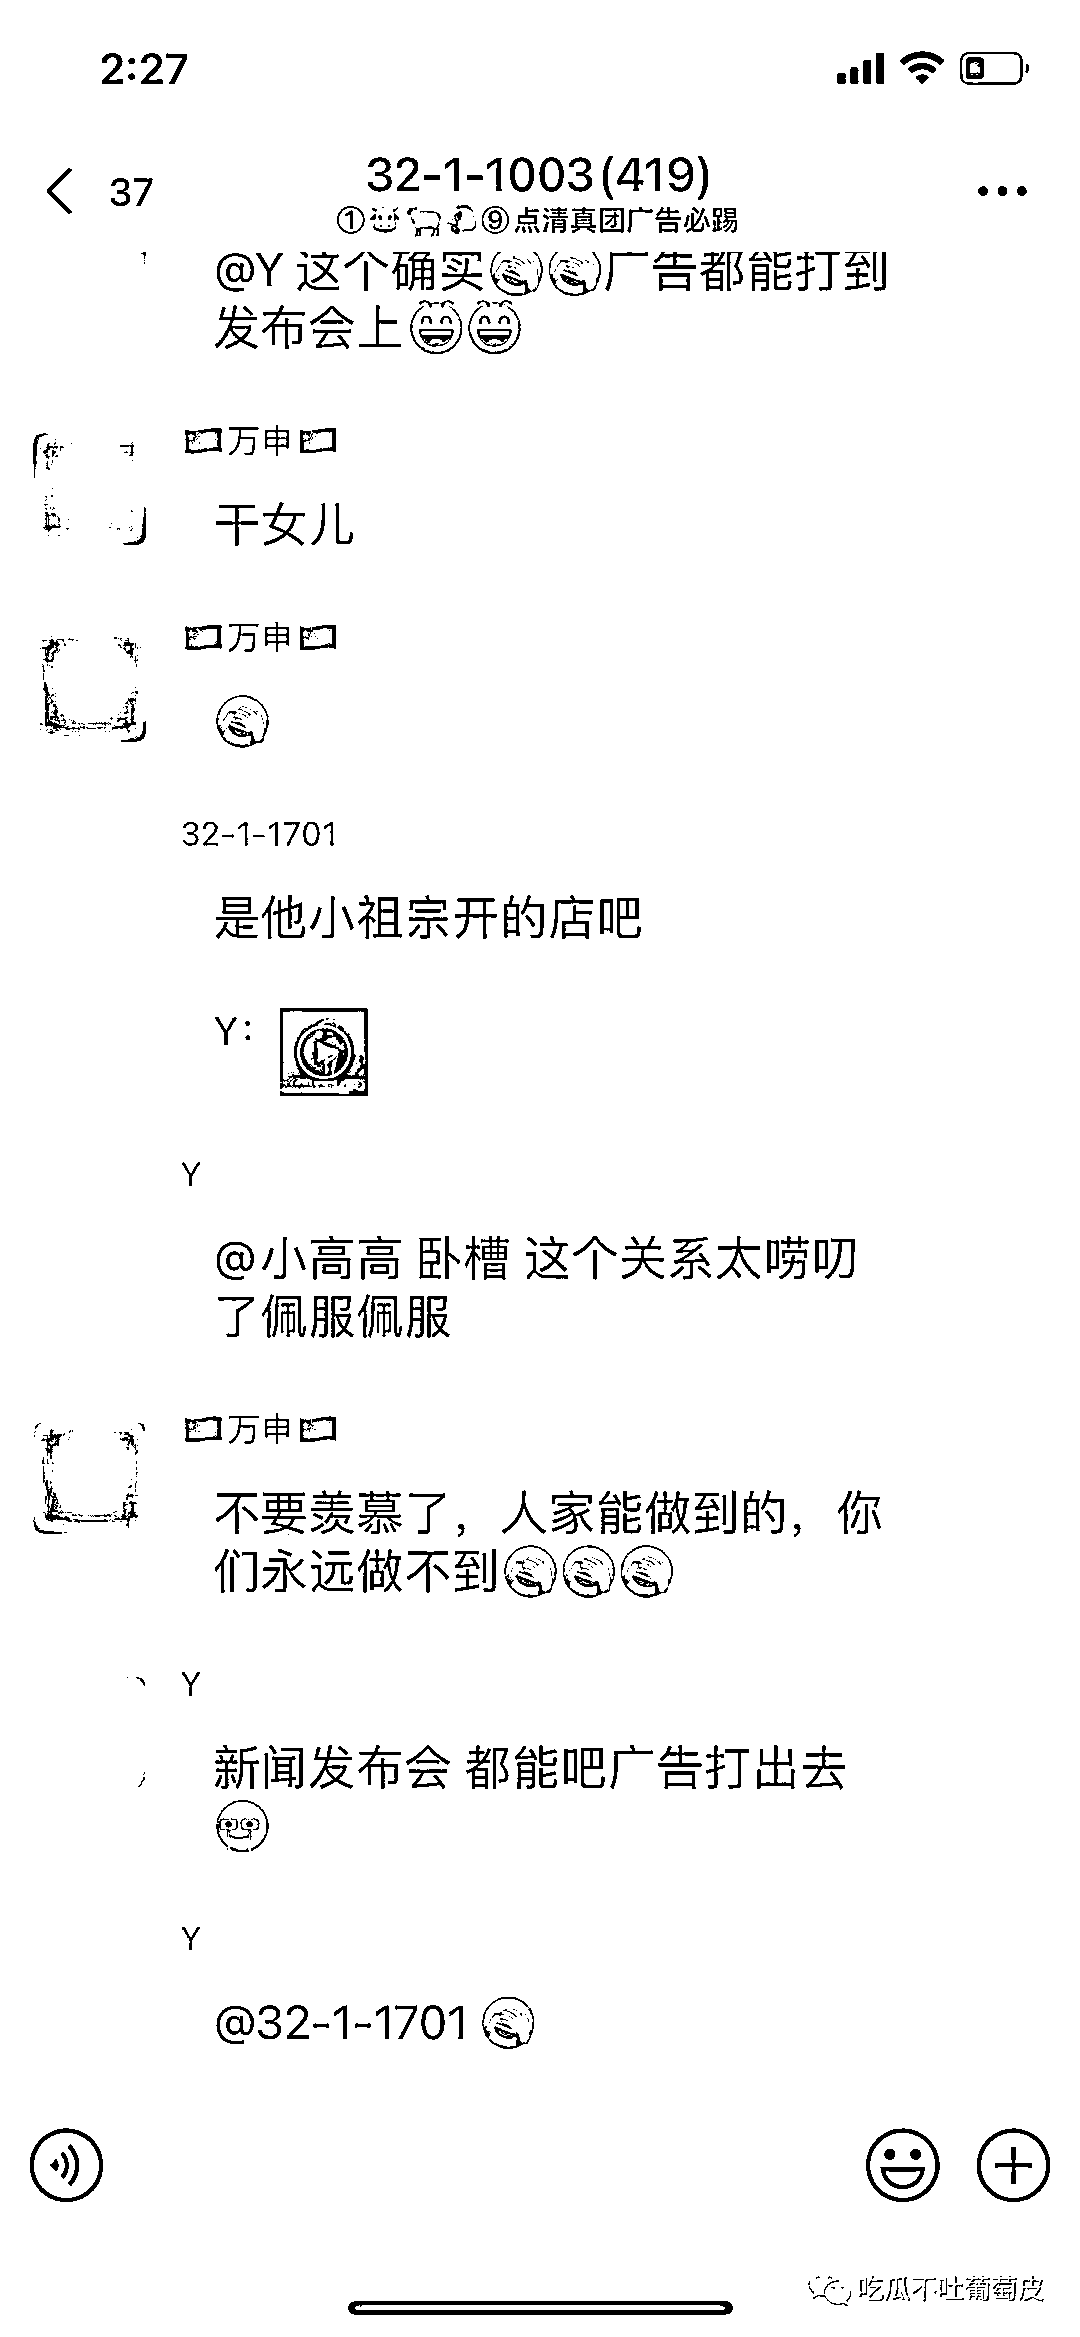 2:27
37
32-1-1003(419)
①🐮🐑🐔⑨点清真团广告必踢
@Y 这个确买🤦🤦广告都能打到
发布会上😄😄
万申
干女儿
万申
🤦
32-1-1701
是他小祖宗开的店吧
Y:
Y
@小高高 卧槽 这个关系太唠叨
了佩服佩服
万申
不要羡慕了，人家能做到的，你
们永远做不到🤦🤦🤦
Y
新闻发布会 都能吧广告打出去
🤓
Y
@32-1-1701 🤦
吃瓜不吐葡萄皮